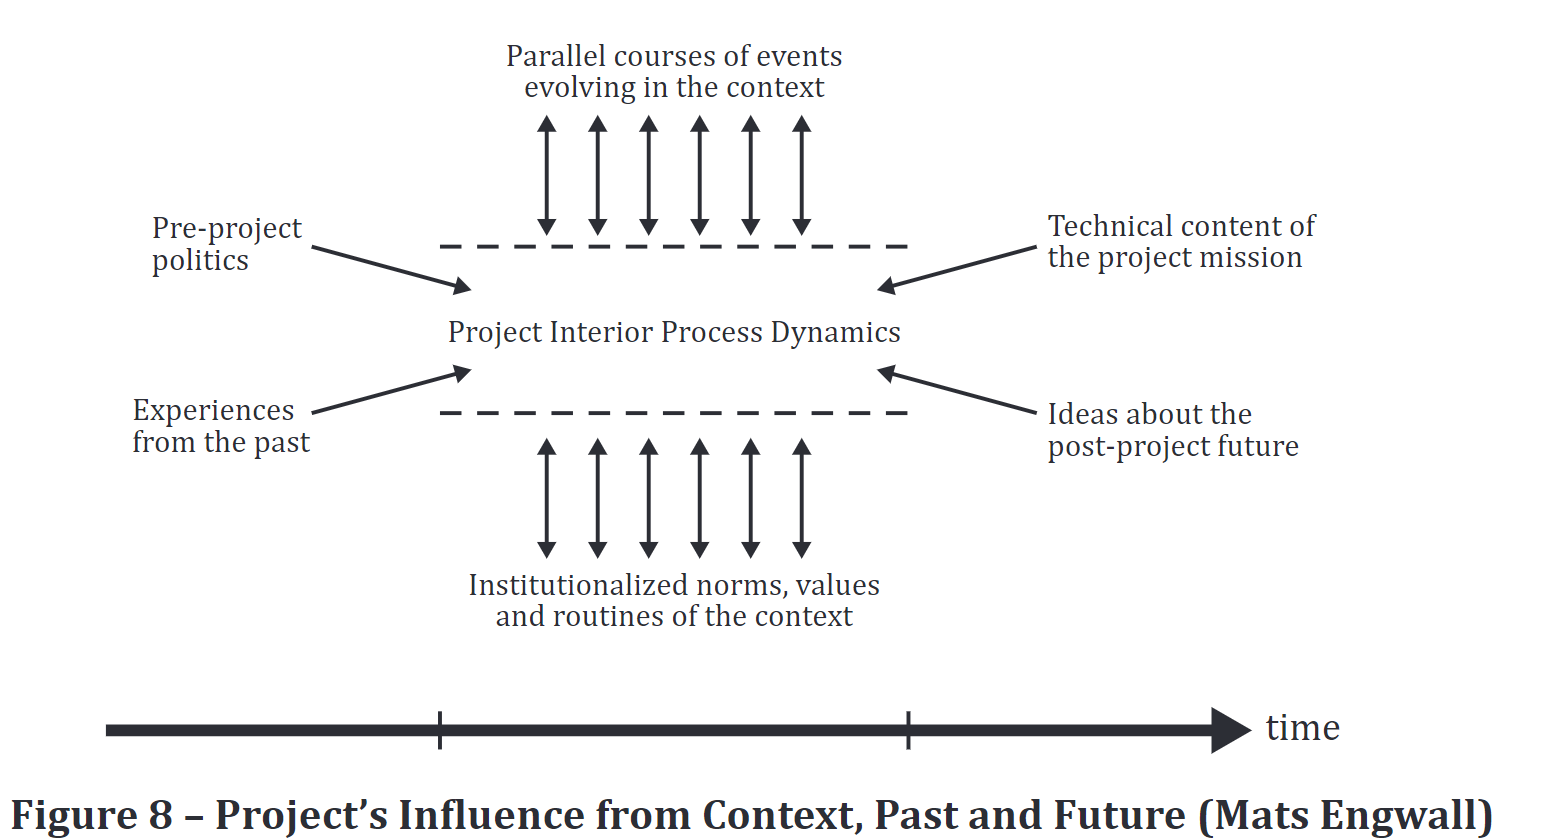 Parallel courses of events
evolving in the context
Pre-project
politics
Technical content of
the project mission
Project Interior Process Dynamics
Experiences
from the past
Ideas about the
post-project future
Institutionalized norms, values
and routines of the context
time
Figure 8 – Project’s Influence from Context, Past and Future (Mats Engwall)